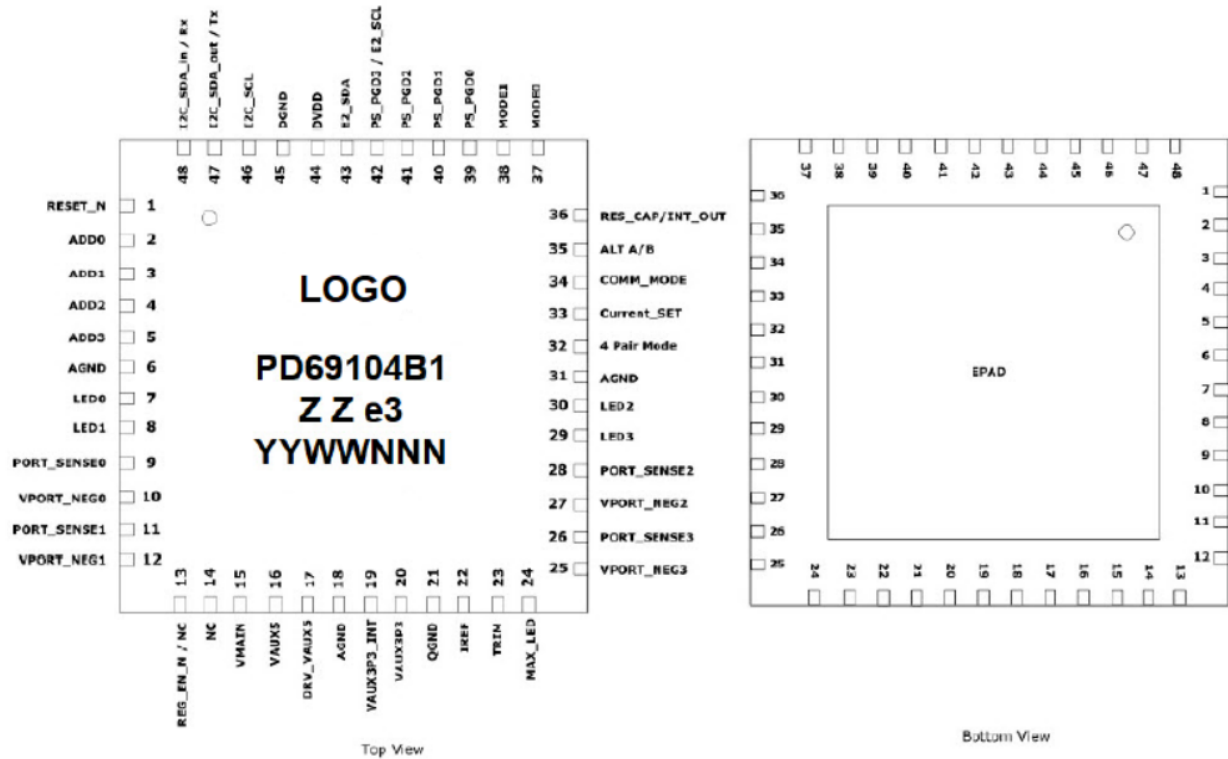 I2C_SDA_in / Rx
I2C_SDA_out / Tx
I2C_SCL
DGND
DVDD
E2_SDA
PS_PGD3 / E2_SCL
PS_PGD2
PS_PGD1
PS_PGD0
MODE1
MODE0
48 47 46 45 44 43 42 41 40 39 38 37
RESET_N 1
ADD0 2
ADD1 3
ADD2 4
ADD3 5
AGND 6
LED0 7
LED1 8
PORT_SENSE0 9
VPORT_NEG0 10
PORT_SENSE1 11
VPORT_NEG1 12
LOGO
PD69104B1
Z Z e3
YYWWNNN
36 RES_CAP/INT_OUT
35 ALT A/B
34 COMM_MODE
33 Current_SET
32 4 Pair Mode
31 AGND
30 LED2
29 LED3
28 PORT_SENSE2
27 VPORT_NEG2
26 PORT_SENSE3
25 VPORT_NEG3
13 14 15 16 17 18 19 20 21 22 23 24
REG_EN_N / NC
NC
VMAIN
VAUX5
DRV_VAUX5
AGND
VAUX3P3_INT
VAUX3P3
QGND
IREF
TRIM
MAX_LED
Top View
37 38 39 40 41 42 43 44 45 46 47 48
36
35
34
33
32
31
30
29
28
27
26
25
EPAD
1
2
3
4
5
6
7
8
9
10
11
12
24 23 22 21 20 19 18 17 16 15 14 13
Bottom View